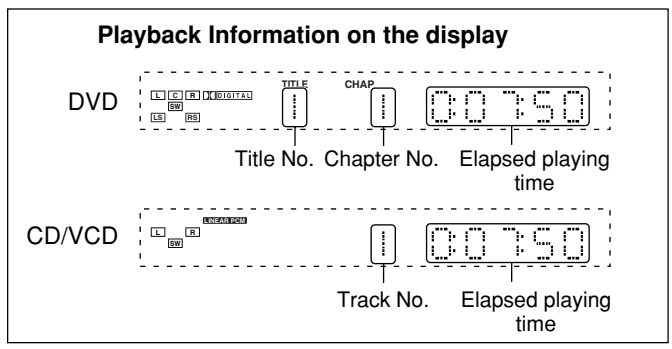 Playback Information on the display
TITLE CHAP
DVD L C R DIGITAL 1 1 0:07:50
SW
LS RS
Title No. Chapter No. Elapsed playing
time
LINEAR PCM
CD/VCD L R 1 0:07:50
SW
Track No. Elapsed playing
time